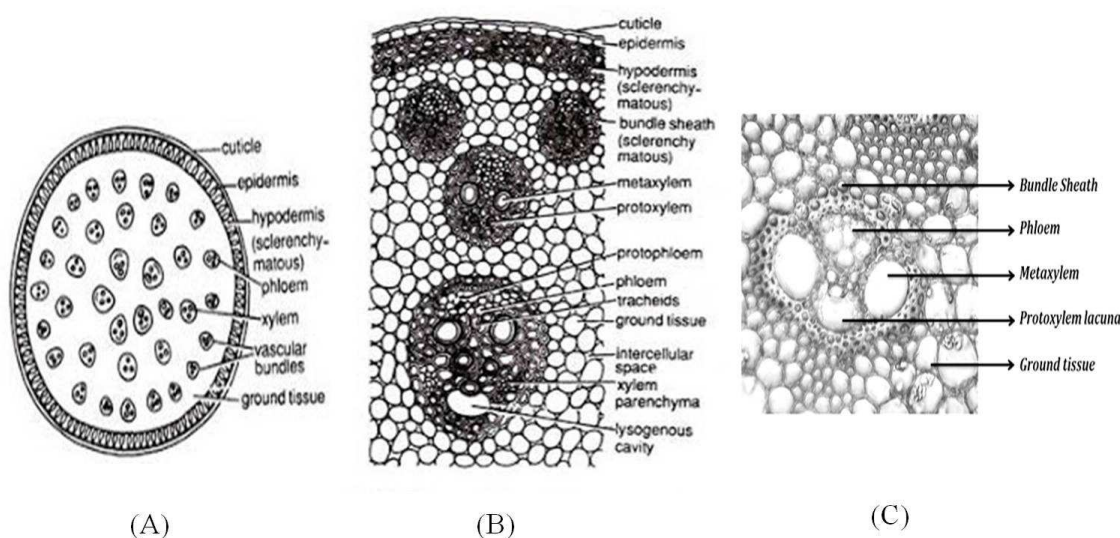 cuticle
epidermis
hypodermis
(sclerenchy-
matous)
phloem
xylem
vascular
bundles
ground tissue
(A)
cuticle
epidermis
hypodermis
(sclerenchy-
matous)
bundle sheath
(sclerenchy
matous)
metaxylem
protoxylem
protophloem
phloem
tracheids
ground tissue
intercellular
space
xylem
parenchyma
lysogenous
cavity
(B)
Bundle Sheath
Phloem
Metaxylem
Protoxylem lacuna
Ground tissue
(C)